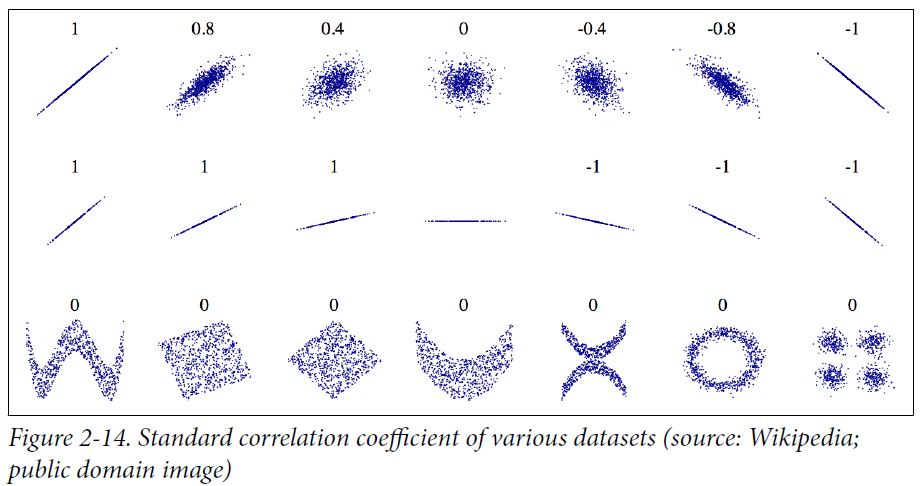 1 0.8 0.4 0 -0.4 -0.8 -1
1 1 1 -1 -1 -1
0 0 0 0 0 0 0
Figure 2-14. Standard correlation coefficient of various datasets (source: Wikipedia;
public domain image)